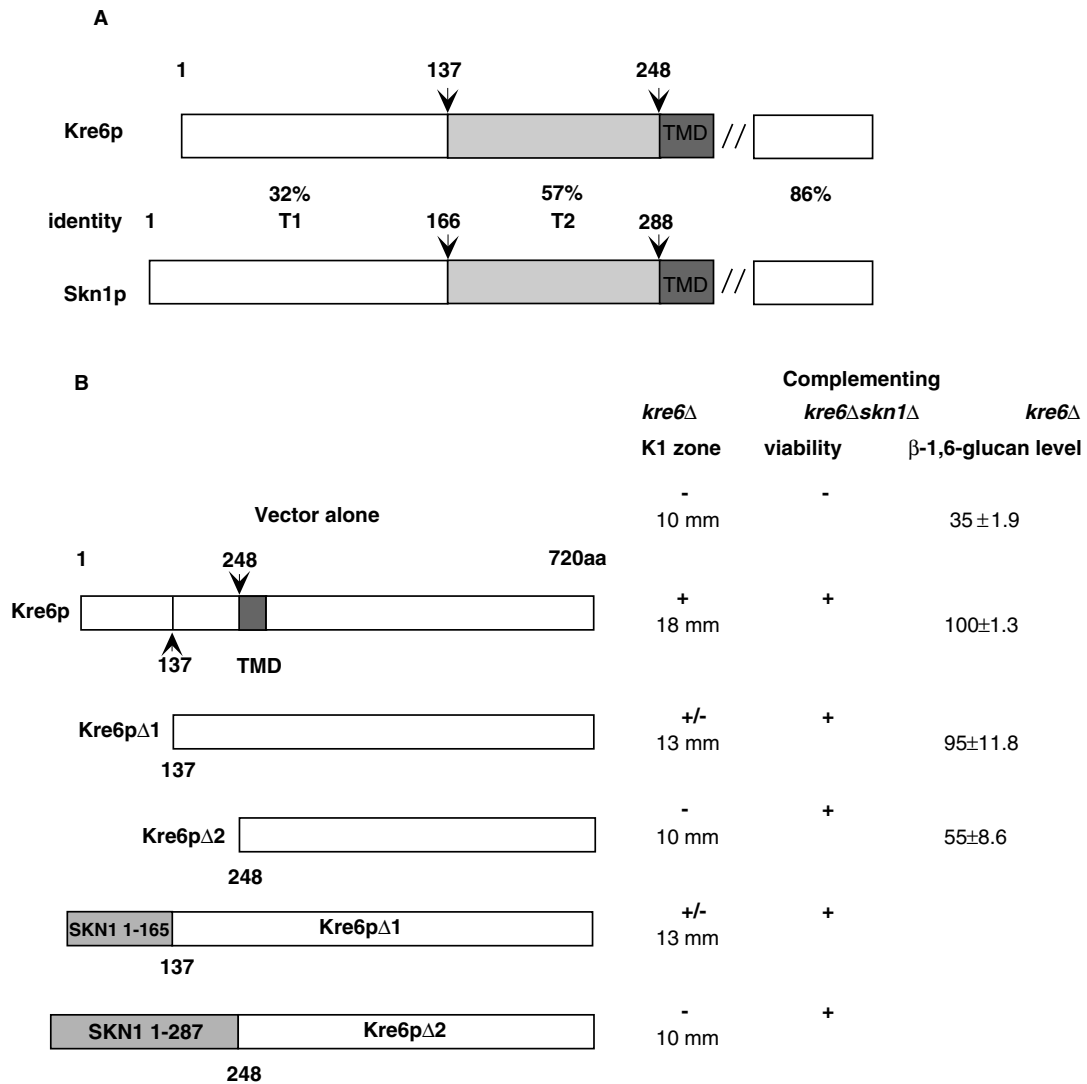 A
1 137 248
Kre6p TMD //
32% 57% 86%
identity 1 T1 166 T2 288
Skn1p TMD //
B
Complementing
kre6Δ kre6Δskn1Δ kre6Δ
K1 zone viability β-1,6-glucan level
- -
Vector alone 10 mm 35±1.9
1 248 720aa
Kre6p + +
18 mm 100±1.3
137 TMD
Kre6pΔ1 +/- +
13 mm 95±11.8
137
Kre6pΔ2 - +
10 mm 55±8.6
248
SKN1 1-165 Kre6pΔ1 +/- +
13 mm
137
SKN1 1-287 Kre6pΔ2 - +
10 mm
248